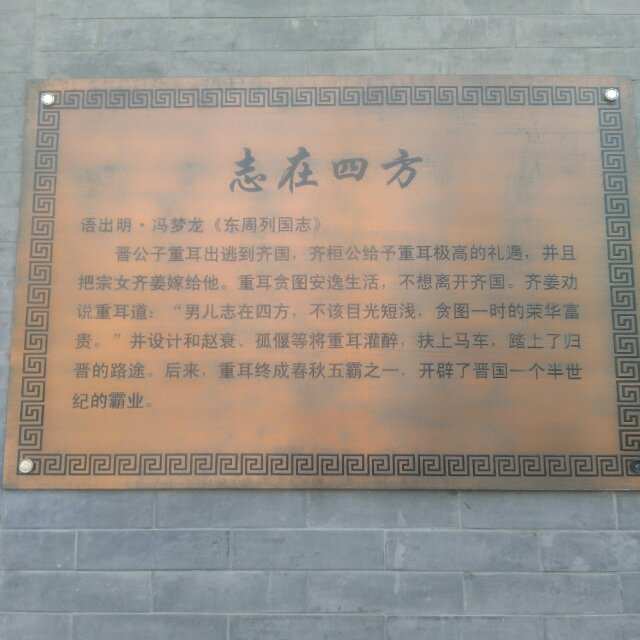 志在四方
语出明·冯梦龙《东周列国志》
晋公子重耳出逃到齐国，齐桓公给予重耳极高的礼遇，并且
把宗女齐姜嫁给他。重耳贪图安逸生活，不想离开齐国。齐姜劝
说重耳道：“男儿志在四方，不该目光短浅，贪图一时的荣华富
贵。”并设计和赵衰、狐偃等将重耳灌醉，扶上马车，踏上了归
晋的路途。后来，重耳终成春秋五霸之一，开辟了晋国一个半世
纪的霸业。